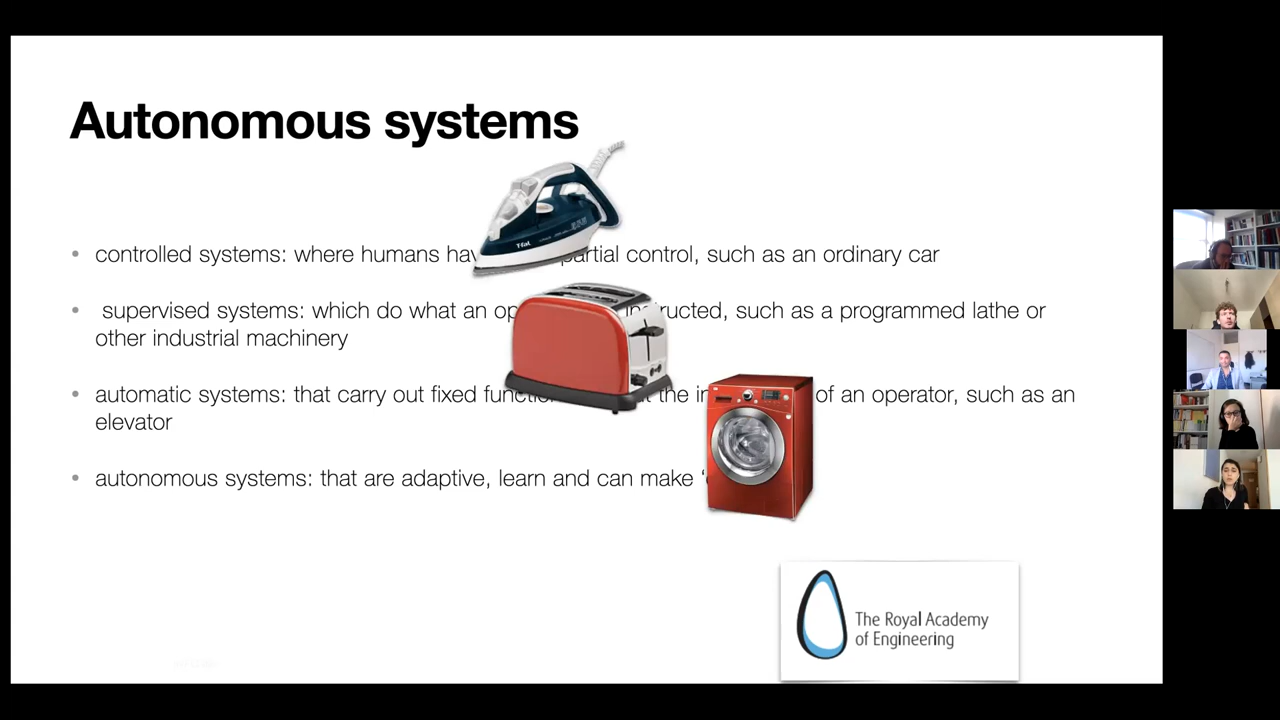 Autonomous systems
T-fal
• controlled systems: where humans hav partial control, such as an ordinary car
• supervised systems: which do what an op instructed, such as a programmed lathe or
other industrial machinery
• automatic systems: that carry out fixed functio the in of an operator, such as an
elevator
• autonomous systems: that are adaptive, learn and can make ‘
The Royal Academy
of Engineering